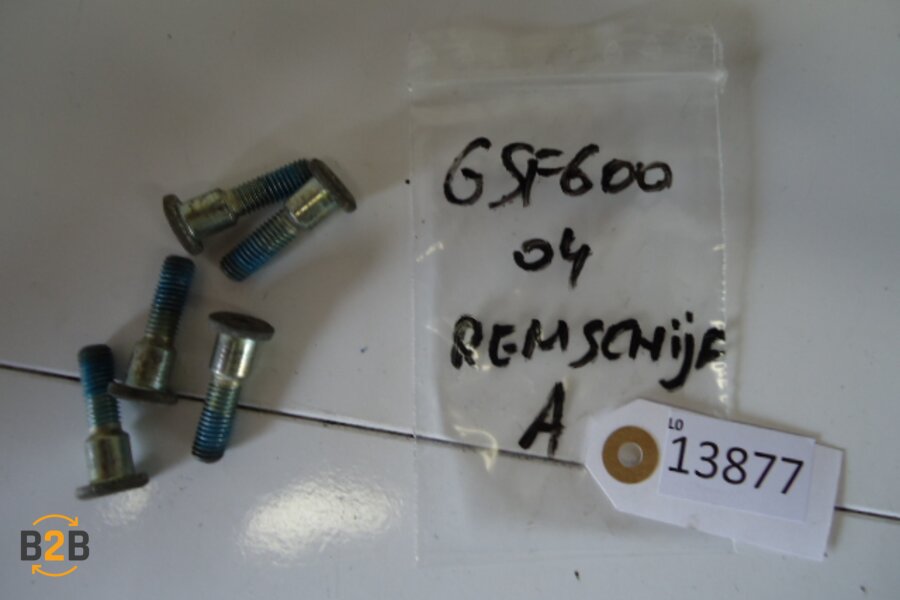 GSF600
04
REMSCHijF
A
LO
13877
B2B